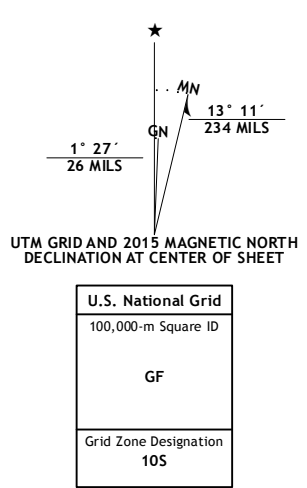 MN
GN
13° 11´
234 MILS
1° 27´
26 MILS
UTM GRID AND 2015 MAGNETIC NORTH
DECLINATION AT CENTER OF SHEET
U.S. National Grid
100,000-m Square ID
GF
Grid Zone Designation
10S